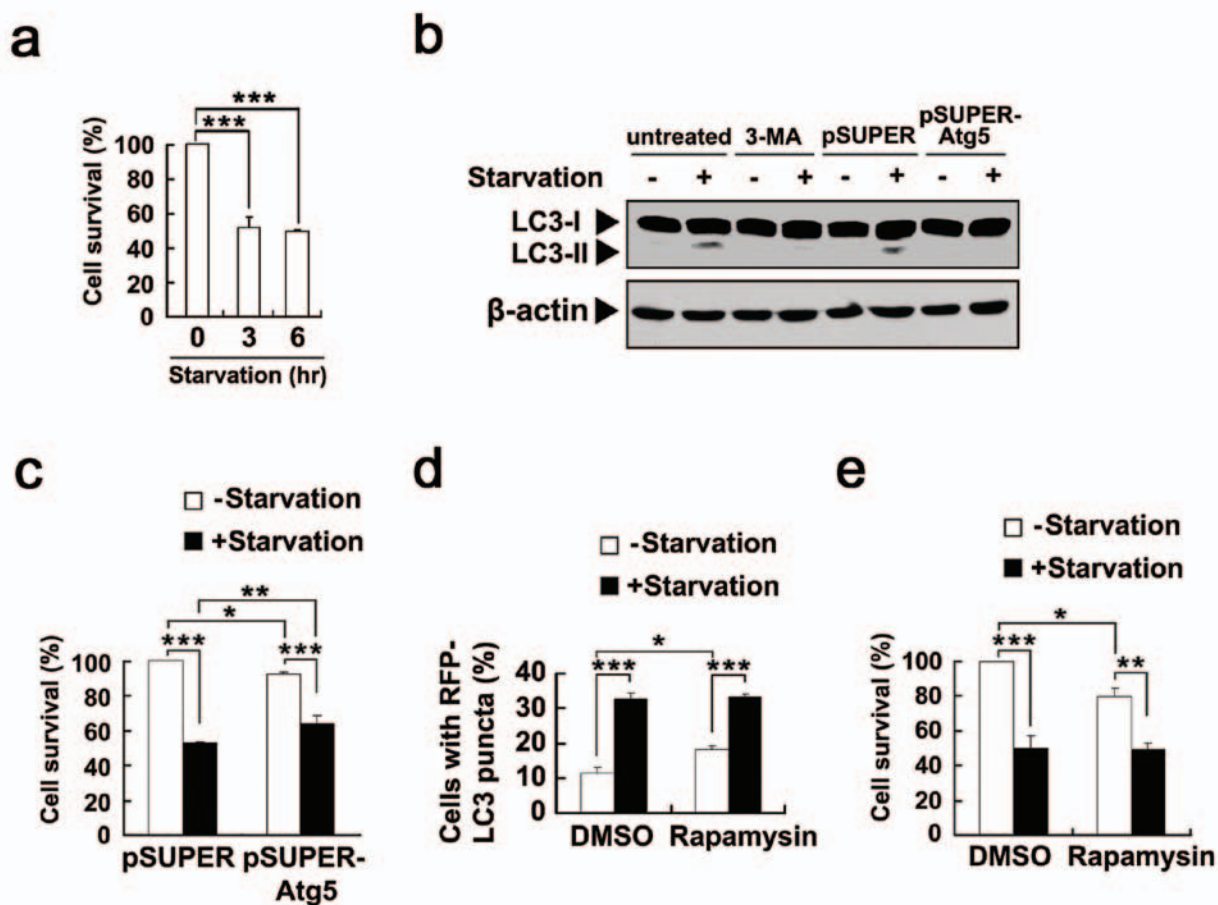 a
***
***
Cell survival (%)
100
80
60
40
20
0
0 3 6
Starvation (hr)
b
untreated 3-MA pSUPER pSUPER-
Atg5
Starvation - + - + - + - +
LC3-I
LC3-II
β-actin
c
-Starvation
+Starvation
**
*
*** ***
Cell survival (%)
100
80
60
40
20
0
pSUPER pSUPER-
Atg5
d
-Starvation
+Starvation
*
*** ***
Cells with RFP-
LC3 puncta (%)
40
30
20
10
0
DMSO Rapamysin
e
-Starvation
+Starvation
*
*** **
Cell survival (%)
100
80
60
40
20
0
DMSO Rapamysin